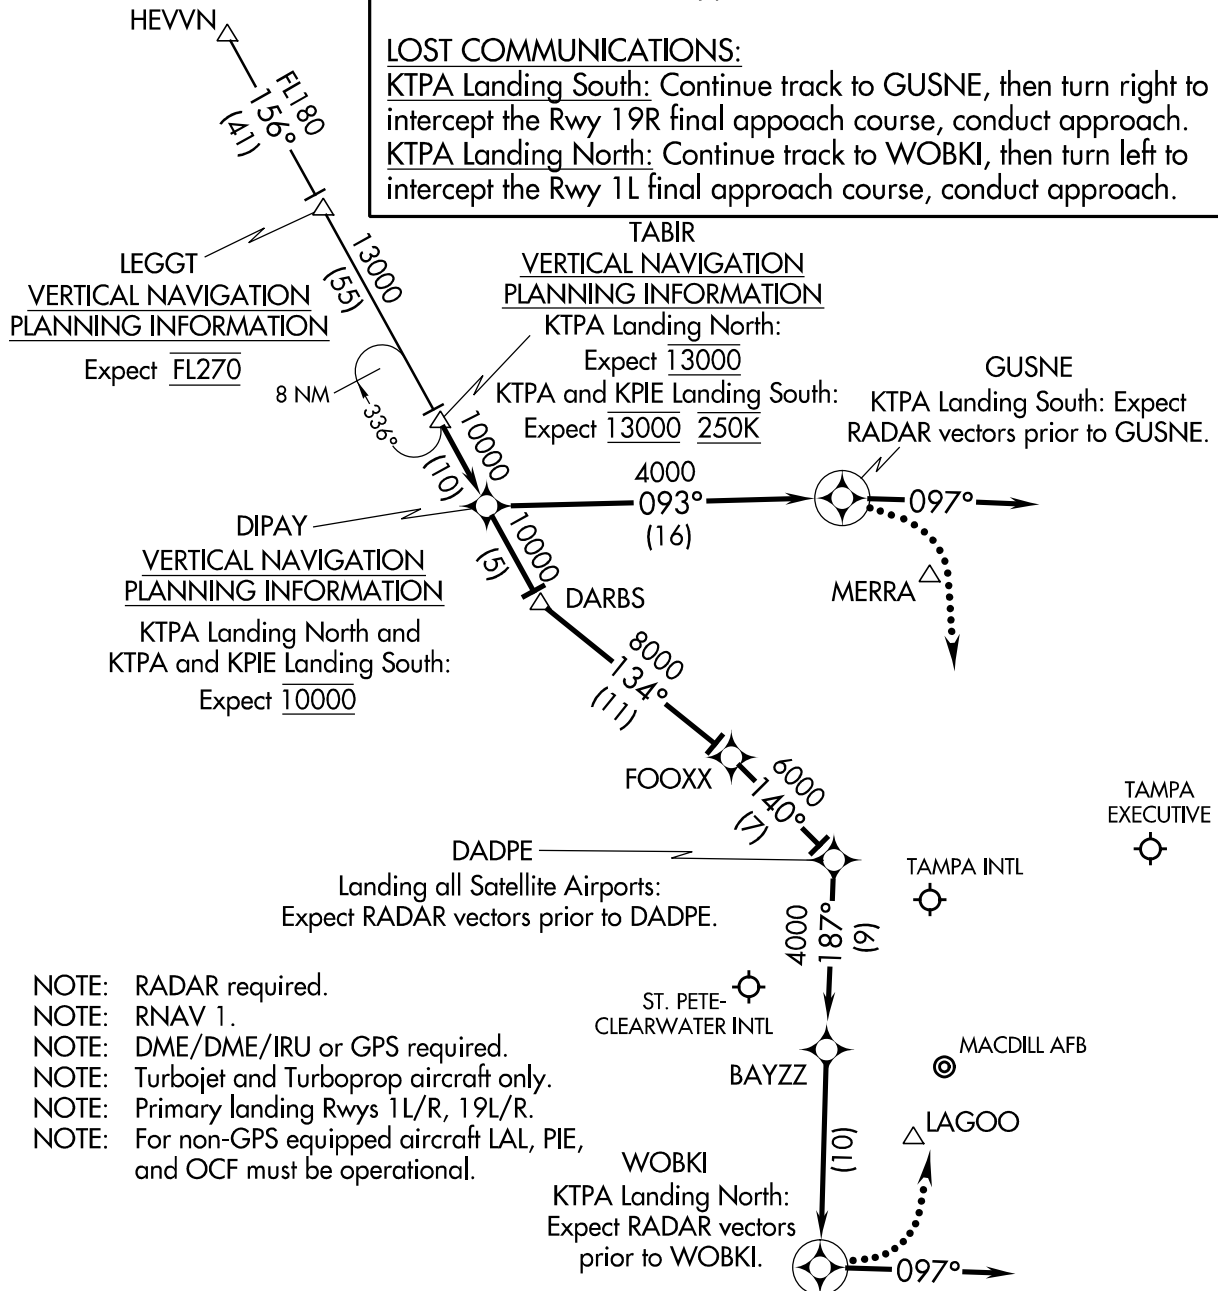 HEVVN
FL180
156°
(41)
LOST COMMUNICATIONS:
KTPA Landing South: Continue track to GUSNE, then turn right to
intercept the Rwy 19R final appoach course, conduct approach.
KTPA Landing North: Continue track to WOBKI, then turn left to
intercept the Rwy 1L final approach course, conduct approach.
LEGGT
VERTICAL NAVIGATION
PLANNING INFORMATION
Expect FL270
13000
(55)
TABIR
VERTICAL NAVIGATION
PLANNING INFORMATION
KTPA Landing North:
Expect 13000
KTPA and KPIE Landing South:
Expect 13000 250K
8 NM
336°
10000
(10)
GUSNE
KTPA Landing South: Expect
RADAR vectors prior to GUSNE.
4000
093°
(16)
097°
DIPAY
VERTICAL NAVIGATION
PLANNING INFORMATION
KTPA Landing North and
KTPA and KPIE Landing South:
Expect 10000
10000
(5)
DARBS
MERRA
8000
134°
(11)
FOOXX
6000
140°
(7)
TAMPA
EXECUTIVE
DADPE
Landing all Satellite Airports:
Expect RADAR vectors prior to DADPE.
TAMPA INTL
4000
187°
(9)
ST. PETE-
CLEARWATER INTL
BAYZZ
MACDILL AFB
NOTE: RADAR required.
NOTE: RNAV 1.
NOTE: DME/DME/IRU or GPS required.
NOTE: Turbojet and Turboprop aircraft only.
NOTE: Primary landing Rwys 1L/R, 19L/R.
NOTE: For non-GPS equipped aircraft LAL, PIE,
and OCF must be operational.
(10)
LAGOO
WOBKI
KTPA Landing North:
Expect RADAR vectors
prior to WOBKI.
097°